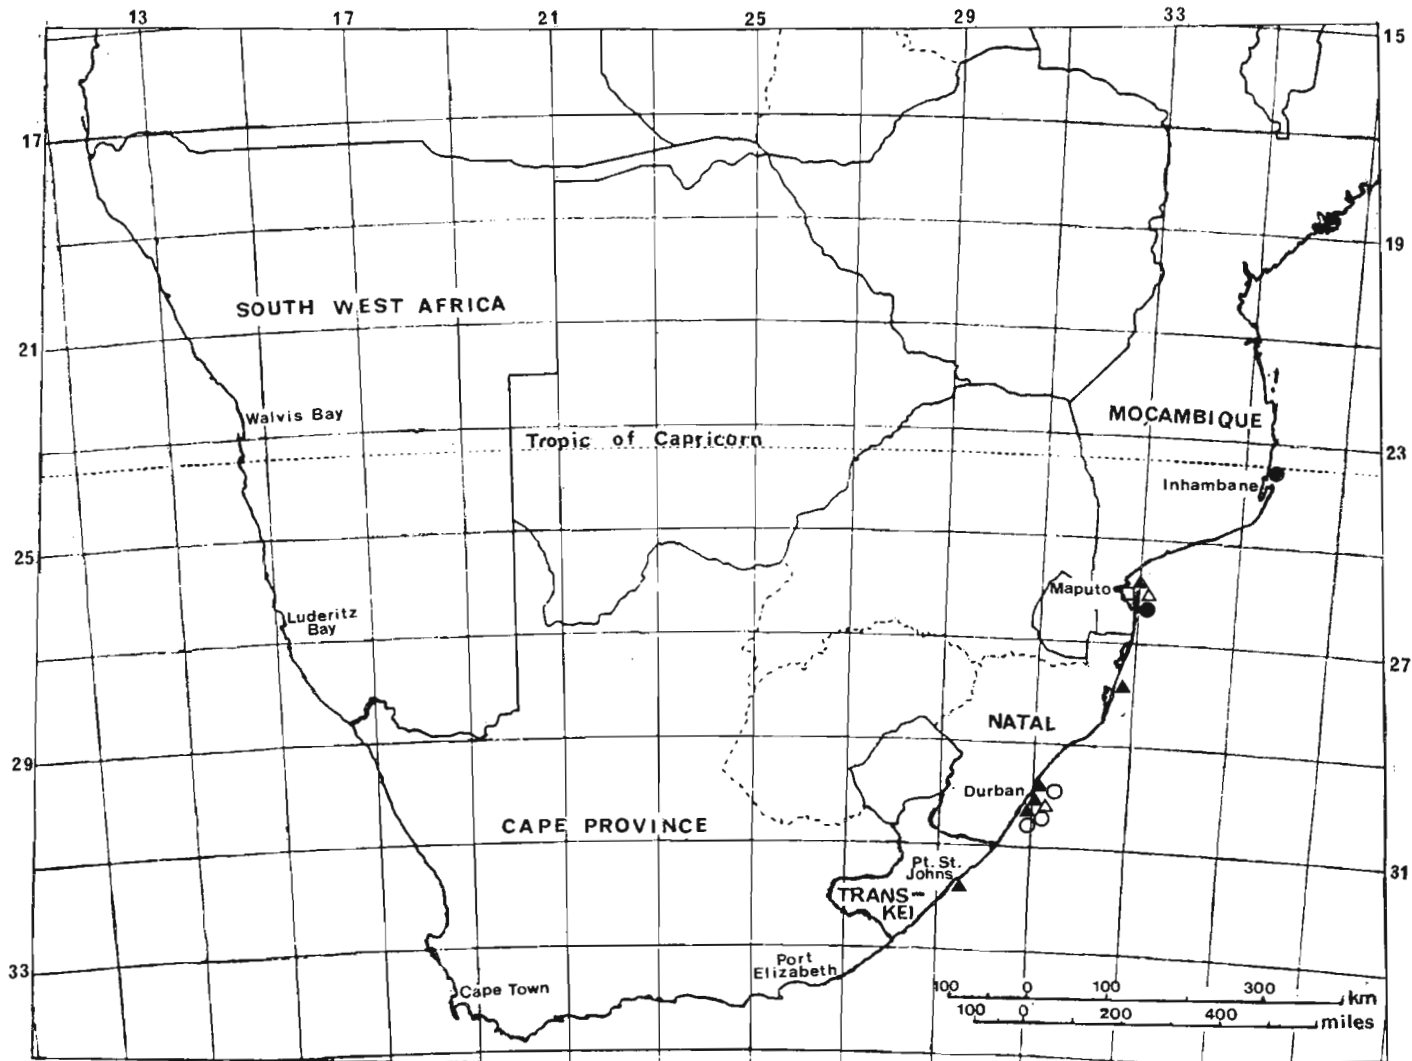 13 17 21 25 29 33
15
17
19
SOUTH WEST AFRICA
21
Walvis Bay
MOCAMBIQUE
Tropic of Capricorn
23
Inhambane
25
Maputo
Luderitz
Bay
27
NATAL
29
Durban
CAPE PROVINCE
Pt. St.
Johns
31
TRANS-
KEI
Port
Elizabeth
33
Cape Town
100 0 100 300 km
100 0 200 400 miles